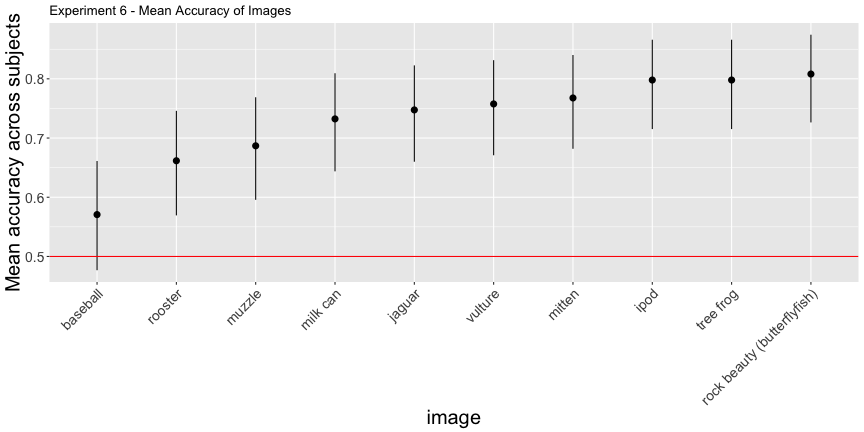 Experiment 6 - Mean Accuracy of Images
Mean accuracy across subjects
0.8
0.7
0.6
0.5
baseball
rooster
muzzle
milk can
jaguar
vulture
mitten
ipod
tree frog
rock beauty (butterflyfish)
image